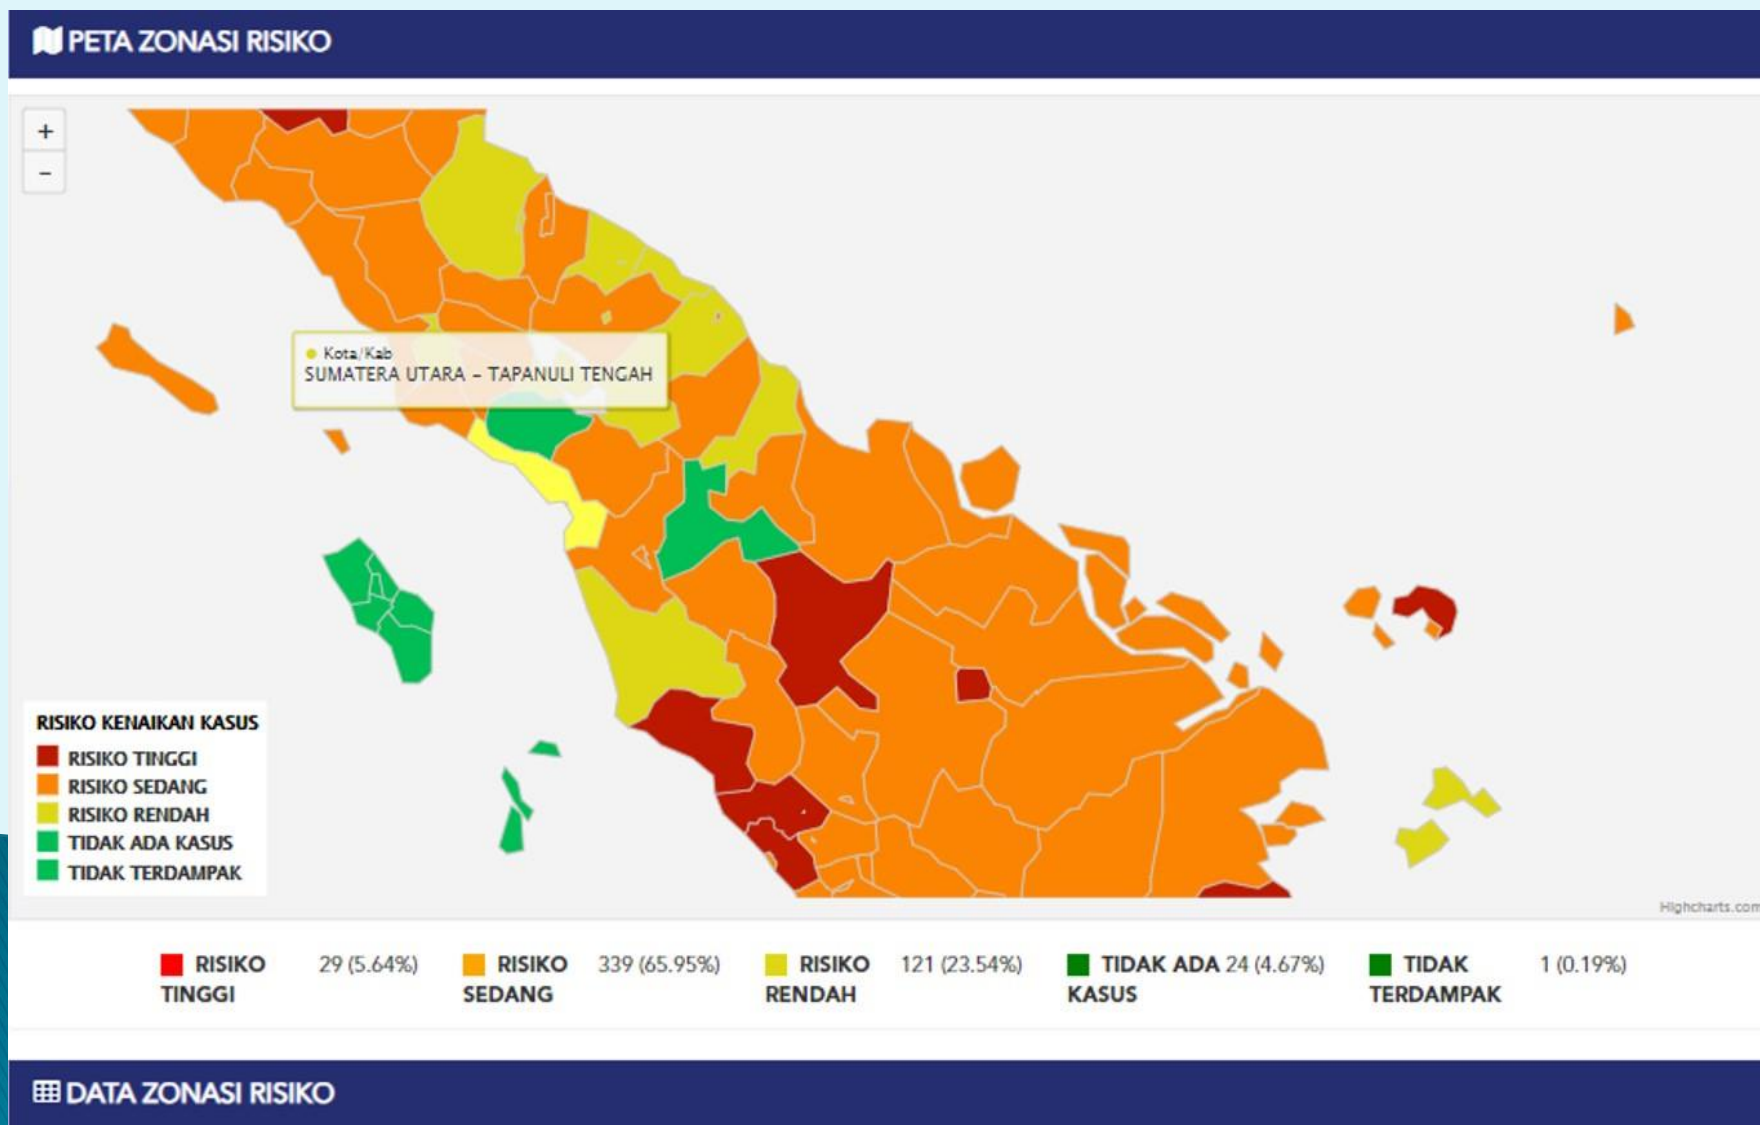 PETA ZONASI RISIKO
+
−
Kota/Kab
SUMATERA UTARA – TAPANULI TENGAH
RISIKO KENAIKAN KASUS
RISIKO TINGGI
RISIKO SEDANG
RISIKO RENDAH
TIDAK ADA KASUS
TIDAK TERDAMPAK
Highcharts.com
RISIKO TINGGI 29 (5.64%)
RISIKO SEDANG 339 (65.95%)
RISIKO RENDAH 121 (23.54%)
TIDAK ADA KASUS 24 (4.67%)
TIDAK TERDAMPAK 1 (0.19%)
DATA ZONASI RISIKO